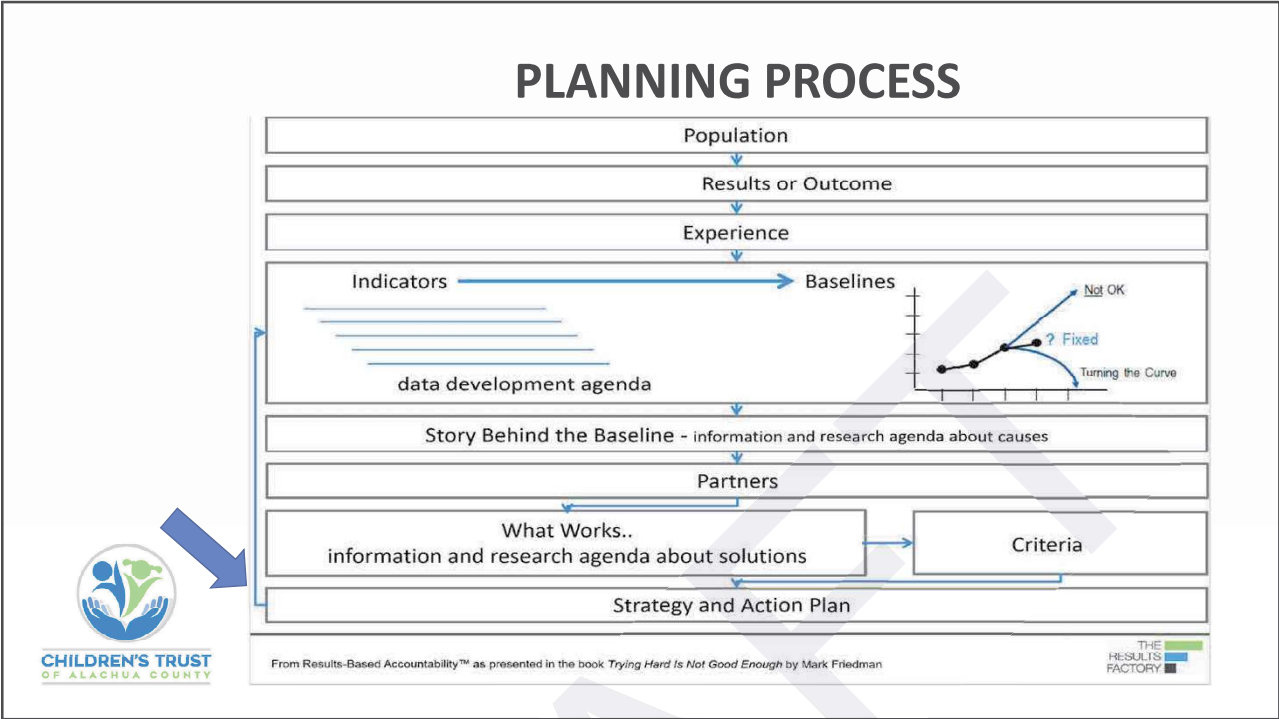 PLANNING PROCESS
Population
Results or Outcome
Experience
Indicators
Baselines
Not OK
? Fixed
Turning the Curve
data development agenda
Story Behind the Baseline - information and research agenda about causes
Partners
What Works..
information and research agenda about solutions
Criteria
Strategy and Action Plan
CHILDREN'S TRUST
OF ALACHUA COUNTY
From Results-Based Accountability™ as presented in the book Trying Hard Is Not Good Enough by Mark Friedman
THE
RESULTS
FACTORY